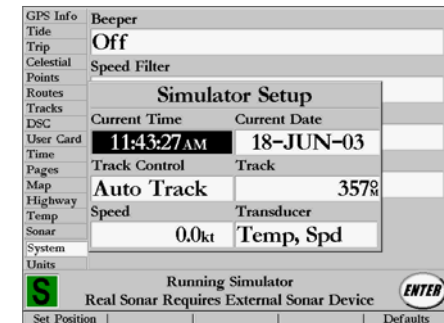 GPS Info
Tide
Trip
Celestial
Points
Routes
Tracks
DSC
User Card
Time
Pages
Map
Highway
Temp
Sonar
System
Units
Beeper
Off
Speed Filter
Simulator Setup
Current Time Current Date
11:43:27AM 18-JUN-03
Track Control Track
Auto Track 357°M
Speed Transducer
0.0kt Temp, Spd
S
Running Simulator
Real Sonar Requires External Sonar Device
ENTER
Set Position Defaults